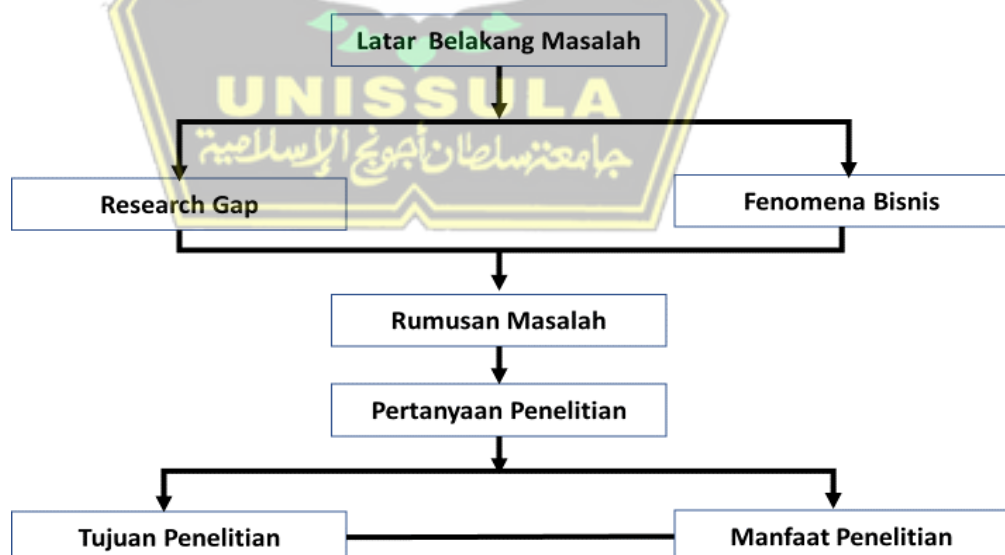 Latar Belakang Masalah
UNISSULA
جامعة سلطان أجونج الإسلامية
Research Gap
Fenomena Bisnis
Rumusan Masalah
Pertanyaan Penelitian
Tujuan Penelitian
Manfaat Penelitian